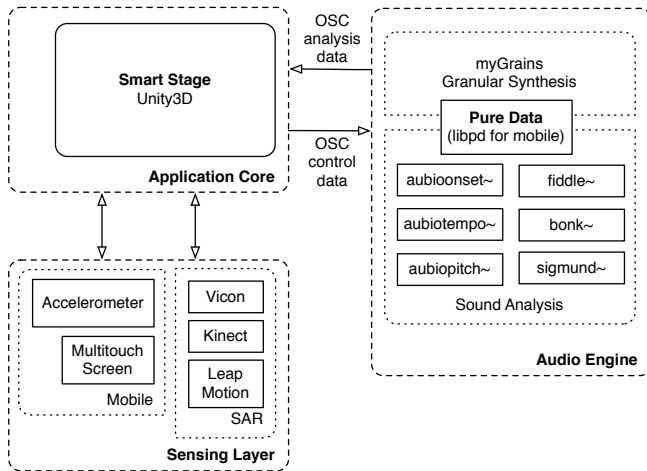 Smart Stage
Unity3D
Application Core
OSC
analysis
data
OSC
control
data
myGrains
Granular Synthesis
Pure Data
(libpd for mobile)
aubioonset~
fiddle~
aubiotempo~
bonk~
aubiopitch~
sigmund~
Sound Analysis
Audio Engine
Accelerometer
Multitouch
Screen
Mobile
Vicon
Kinect
Leap
Motion
SAR
Sensing Layer